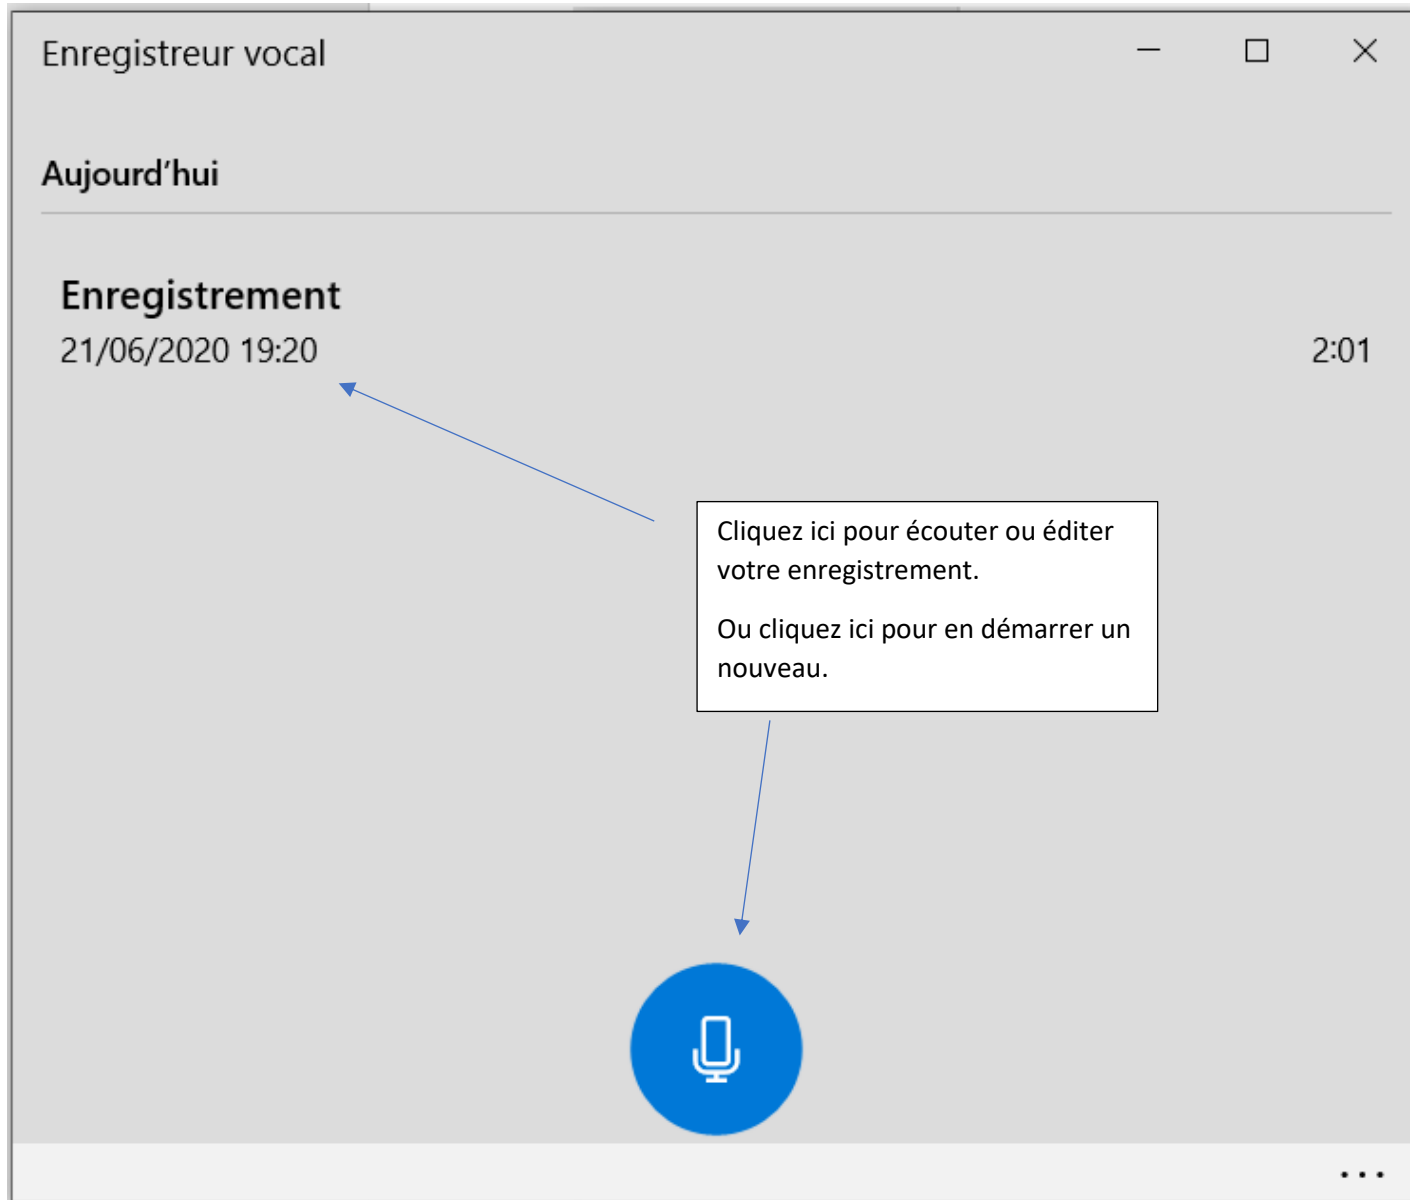 Enregistreur vocal
Aujourd’hui
Enregistrement
21/06/2020 19:20
2:01
Cliquez ici pour écouter ou éditer
votre enregistrement.
Ou cliquez ici pour en démarrer un
nouveau.